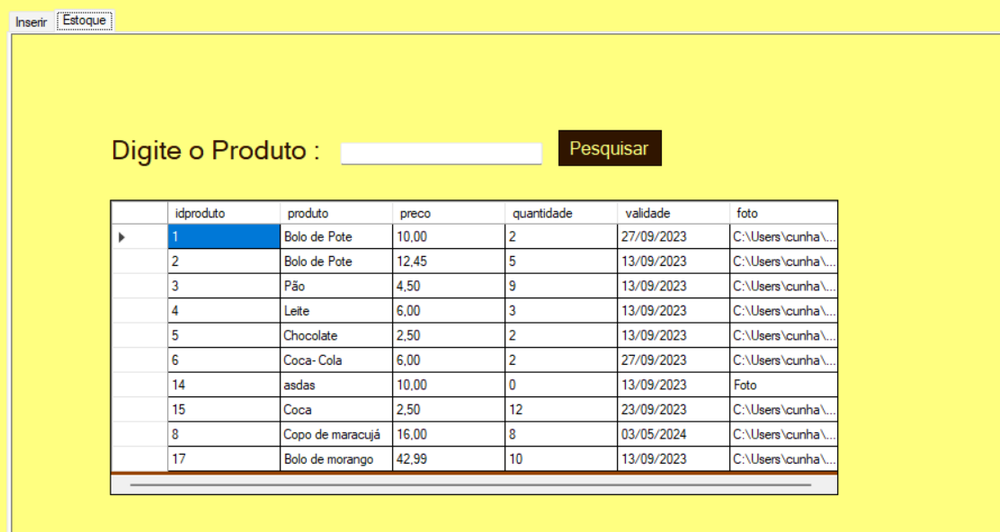 Inserir Estoque
Digite o Produto : Pesquisar
idproduto produto preco quantidade validade foto
1 Bolo de Pote 10,00 2 27/09/2023 C:\Users\cunha\...
2 Bolo de Pote 12,45 5 13/09/2023 C:\Users\cunha\...
3 Pão 4,50 9 13/09/2023 C:\Users\cunha\...
4 Leite 6,00 3 13/09/2023 C:\Users\cunha\...
5 Chocolate 2,50 2 13/09/2023 C:\Users\cunha\...
6 Coca- Cola 6,00 2 27/09/2023 C:\Users\cunha\...
14 asdas 10,00 0 13/09/2023 Foto
15 Coca 2,50 12 23/09/2023 C:\Users\cunha\...
8 Copo de maracujá 16,00 8 03/05/2024 C:\Users\cunha\...
17 Bolo de morango 42,99 10 13/09/2023 C:\Users\cunha\...